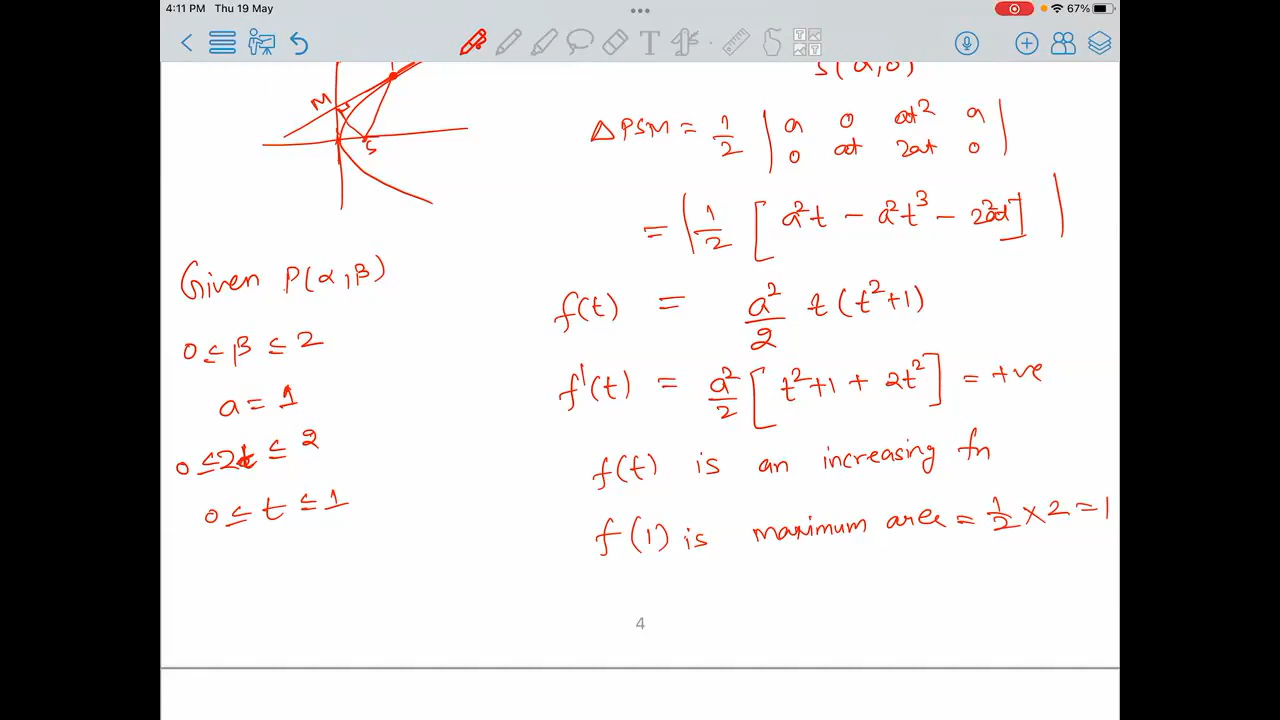 4:11 PM Thu 19 May
67%
T
S(a,0)
M
S
ΔPSM = 1/2 | a 0 at² a |
| 0 at 2at 0 |
= | 1/2 [ a²t - a²t³ - 2a²t ] |
Given P(α,β)
f(t) = a²/2 t(t²+1)
0 ≤ β ≤ 2
f'(t) = a²/2 [ t²+1 + 2t² ] = +ve
a = 1
0 ≤ 2t ≤ 2
f(t) is an increasing fn
0 ≤ t ≤ 1
f(1) is maximum area = 1/2 × 2 = 1
4